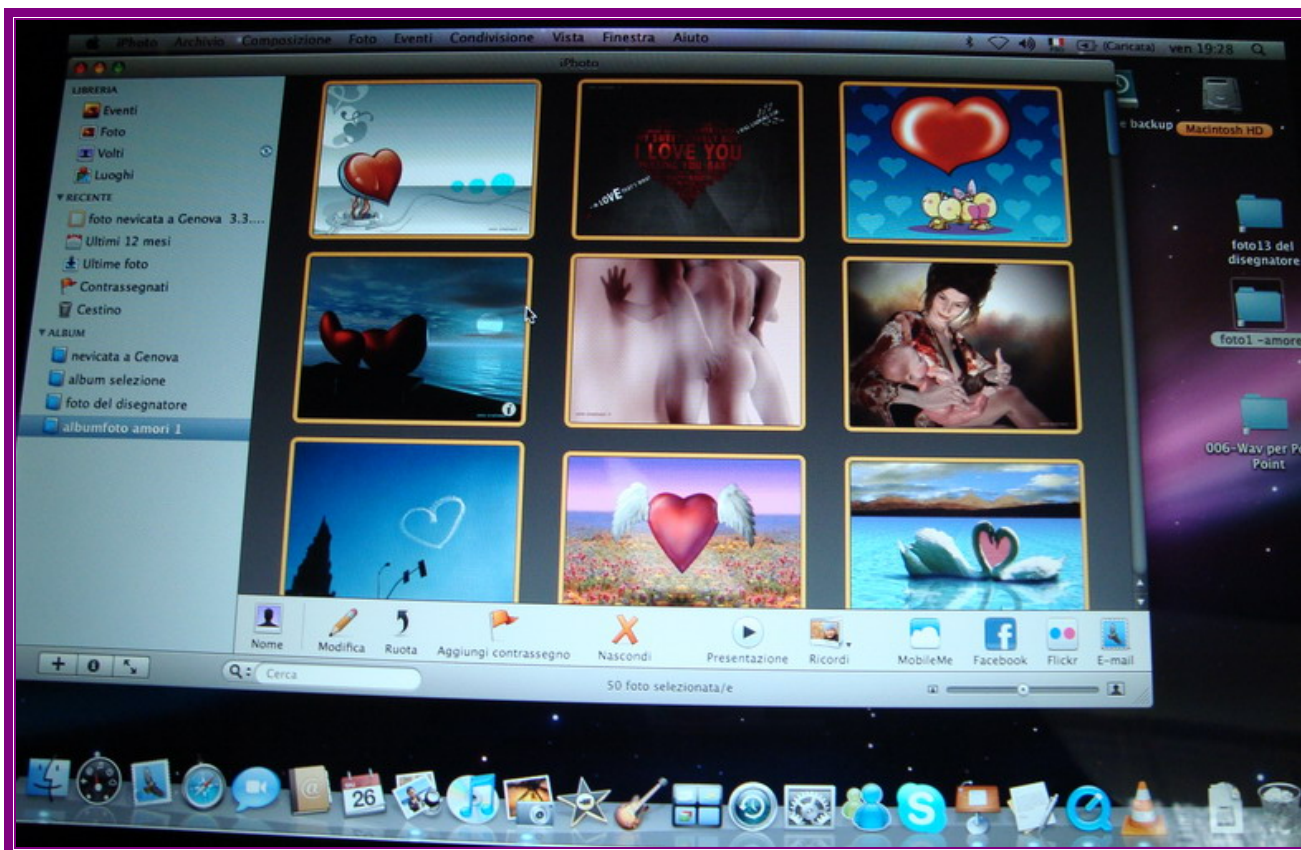 iPhoto Archivio Composizione Foto Eventi Condivisione Vista Finestra Aiuto
(Caricata) ven 19:28
iPhoto
LIBRERIA
Eventi
Foto
Volti
Luoghi
RECENTE
foto nevicata a Genova 3.3....
Ultimi 12 mesi
Ultime foto
Contrassegnati
Cestino
ALBUM
nevicata a Genova
album selezione
foto del disegnatore
albumfoto amori 1
I LOVE YOU
LOVE
e backup
Macintosh HD
foto13 del
disegnatore
foto1 -amore
006-Wav per
Point
Nome
Modifica
Ruota
Aggiungi contrassegno
Nascondi
Presentazione
Ricordi
MobileMe
Facebook
Flickr
E-mail
Cerca
50 foto selezionata/e
26